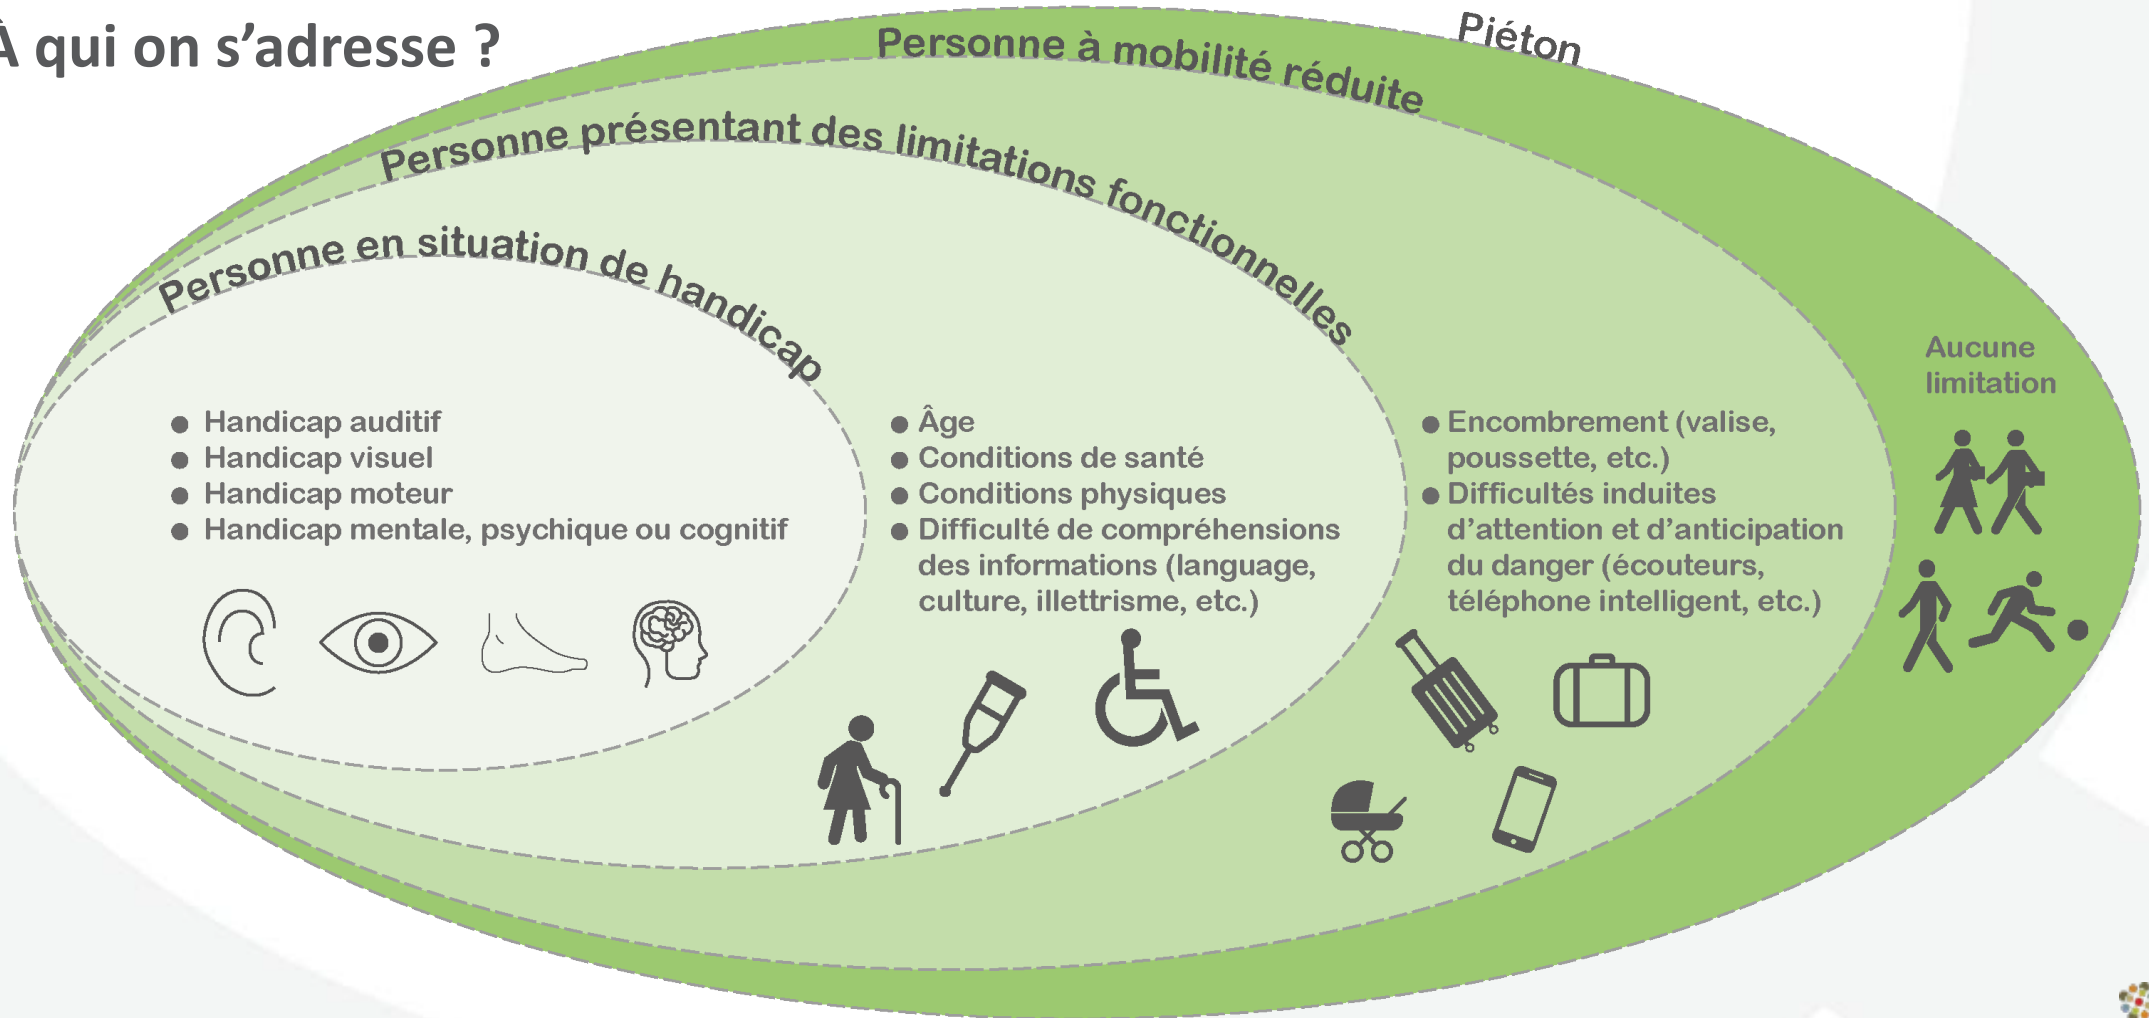 À qui on s’adresse ?
Piéton
Personne à mobilité réduite
Personne présentant des limitations fonctionnelles
Personne en situation de handicap
● Handicap auditif
● Handicap visuel
● Handicap moteur
● Handicap mentale, psychique ou cognitif
● Âge
● Conditions de santé
● Conditions physiques
● Difficulté de compréhensions
des informations (language,
culture, illettrisme, etc.)
● Encombrement (valise,
poussette, etc.)
● Difficultés induites
d’attention et d’anticipation
du danger (écouteurs,
téléphone intelligent, etc.)
Aucune
limitation